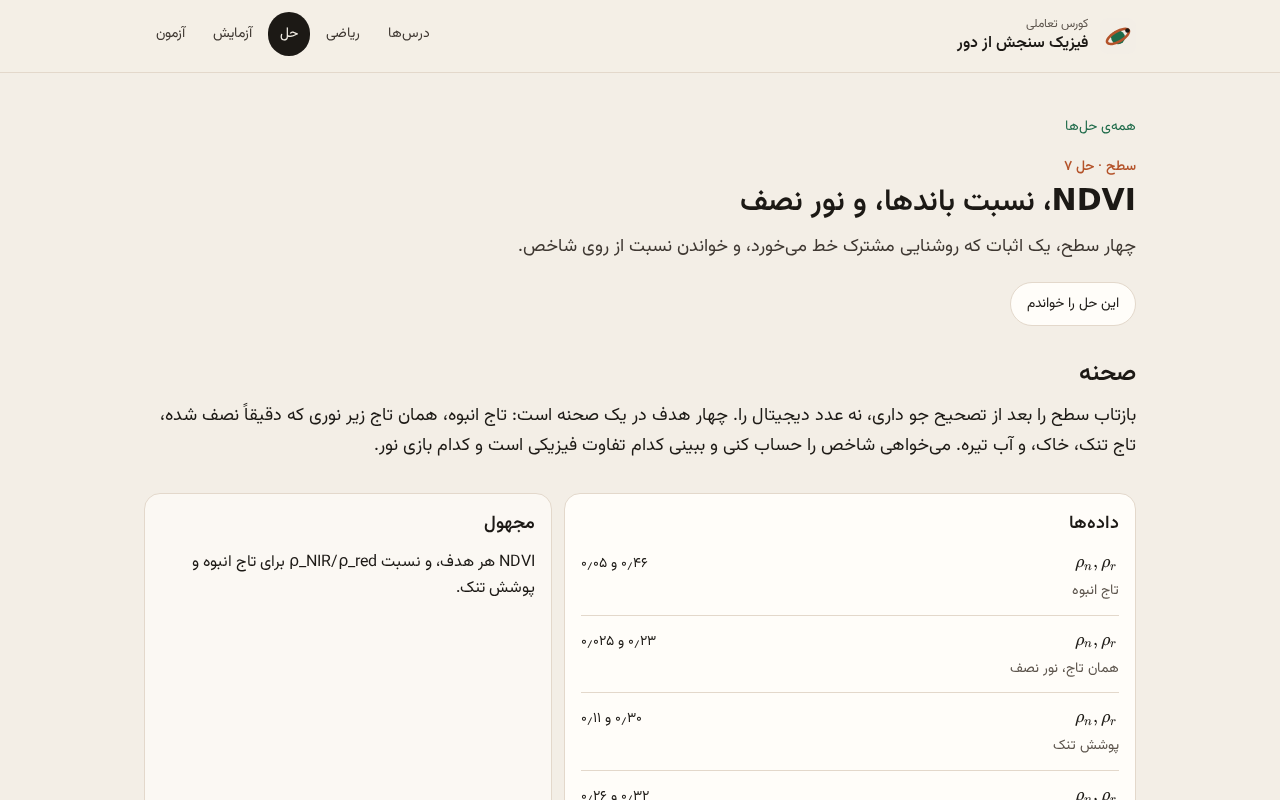 کورس تعاملی
فیزیک سنجش از دور
درس‌ها
ریاضی
حل
آزمایش
آزمون
همه‌ی حل‌ها
سطح · حل ۷
NDVI، نسبت باندها، و نور نصف
چهار سطح، یک اثبات که روشنایی مشترک خط می‌خورد، و خواندن نسبت از روی شاخص.
این حل را خواندم
صحنه
بازتاب سطح را بعد از تصحیح جو داری، نه عدد دیجیتال را. چهار هدف در یک صحنه است: تاج انبوه، همان تاج زیر نوری که دقیقاً نصف شده،
تاج تنک، خاک، و آب تیره. می‌خواهی شاخص را حساب کنی و ببینی کدام تفاوت فیزیکی است و کدام بازی نور.
داده‌ها
ρₙ, ρᵣ
۰٫۴۶ و ۰٫۰۵
تاج انبوه
ρₙ, ρᵣ
۰٫۲۳ و ۰٫۰۲۵
همان تاج، نور نصف
ρₙ, ρᵣ
۰٫۳۰ و ۰٫۱۱
پوشش تنک
ρₙ, ρᵣ
۰٫۳۲ و ۰٫۲۶
مجهول
NDVI هر هدف، و نسبت ρ_NIR/ρ_red برای تاج انبوه و
پوشش تنک.